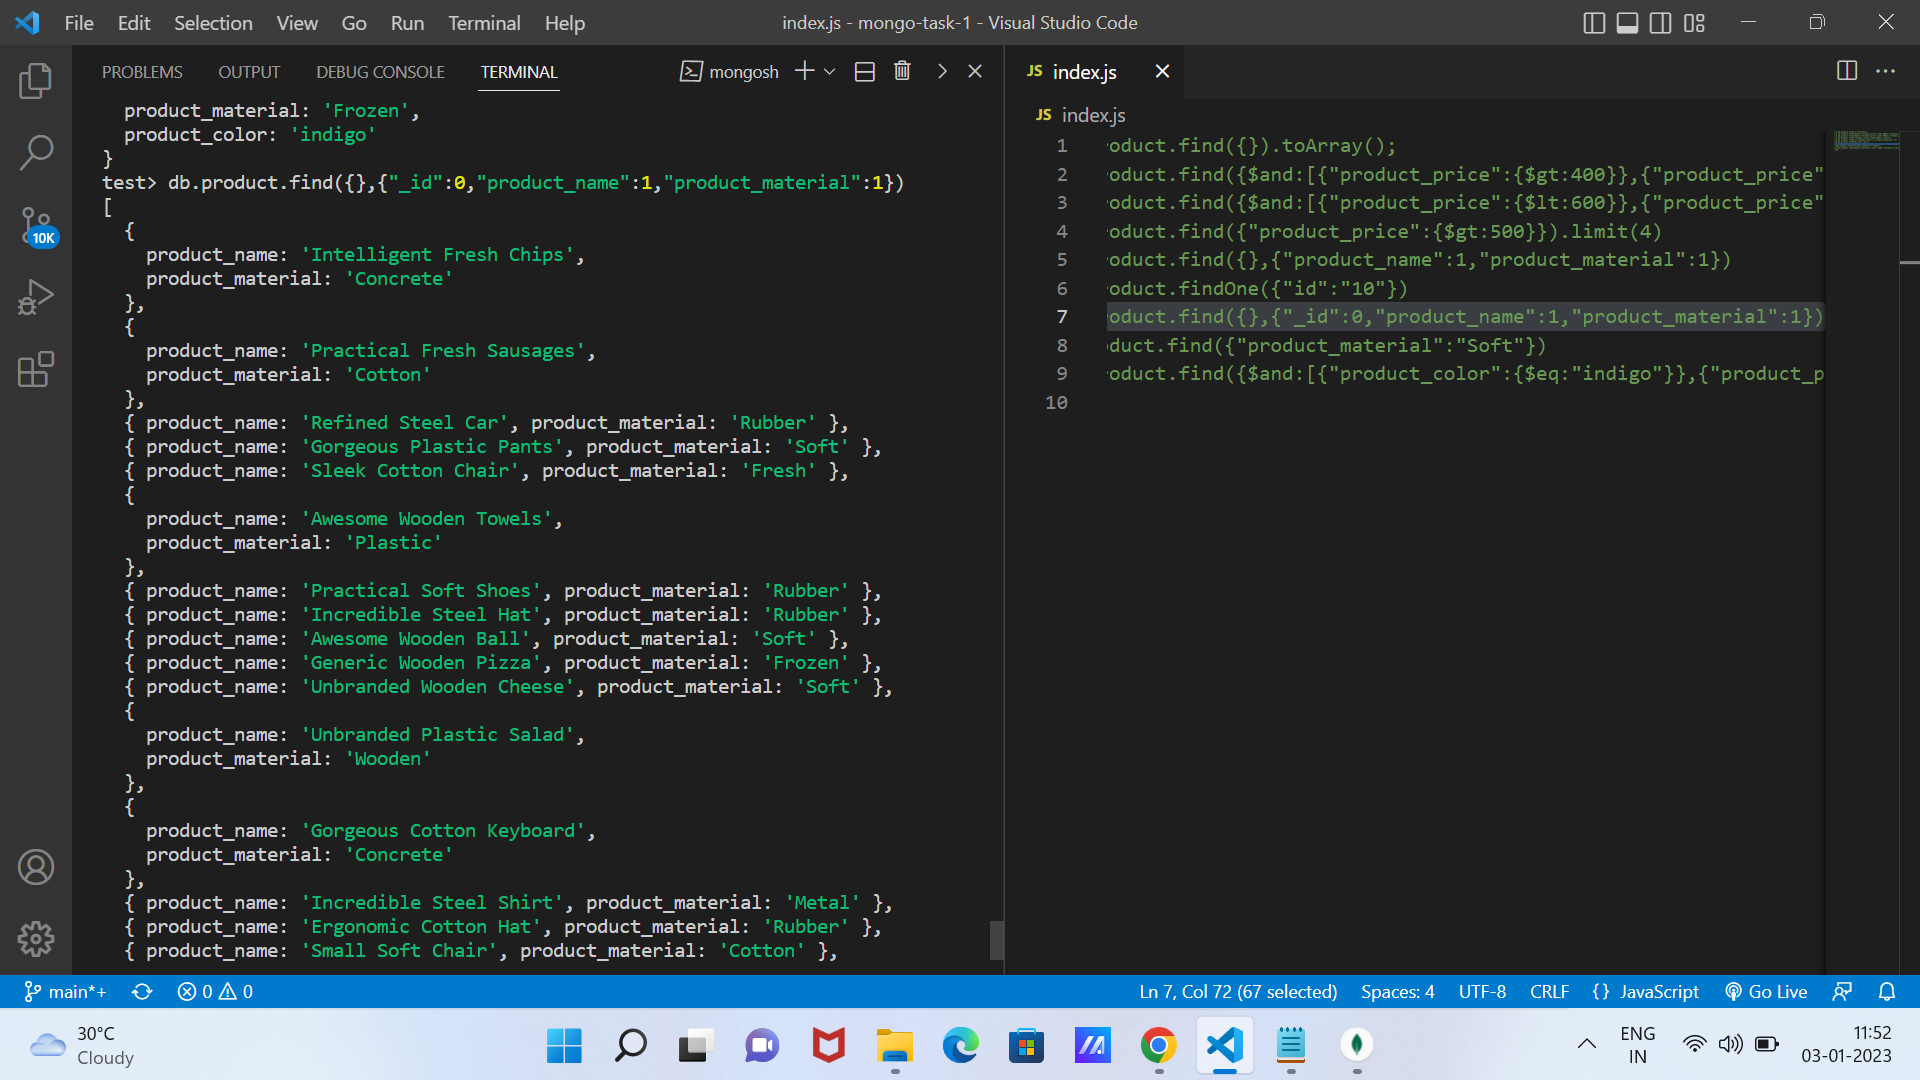 File Edit Selection View Go Run Terminal Help
index.js - mongo-task-1 - Visual Studio Code
PROBLEMS OUTPUT DEBUG CONSOLE TERMINAL
mongosh
product_material: 'Frozen',
product_color: 'indigo'
}
test> db.product.find({},{"_id":0,"product_name":1,"product_material":1})
[
{
product_name: 'Intelligent Fresh Chips',
product_material: 'Concrete'
},
{
product_name: 'Practical Fresh Sausages',
product_material: 'Cotton'
},
{ product_name: 'Refined Steel Car', product_material: 'Rubber' },
{ product_name: 'Gorgeous Plastic Pants', product_material: 'Soft' },
{ product_name: 'Sleek Cotton Chair', product_material: 'Fresh' },
{
product_name: 'Awesome Wooden Towels',
product_material: 'Plastic'
},
{ product_name: 'Practical Soft Shoes', product_material: 'Rubber' },
{ product_name: 'Incredible Steel Hat', product_material: 'Rubber' },
{ product_name: 'Awesome Wooden Ball', product_material: 'Soft' },
{ product_name: 'Generic Wooden Pizza', product_material: 'Frozen' },
{ product_name: 'Unbranded Wooden Cheese', product_material: 'Soft' },
{
product_name: 'Unbranded Plastic Salad',
product_material: 'Wooden'
},
{
product_name: 'Gorgeous Cotton Keyboard',
product_material: 'Concrete'
},
{ product_name: 'Incredible Steel Shirt', product_material: 'Metal' },
{ product_name: 'Ergonomic Cotton Hat', product_material: 'Rubber' },
{ product_name: 'Small Soft Chair', product_material: 'Cotton' },
10K
JS index.js
JS index.js
1 oduct.find({}).toArray();
2 oduct.find({$and:[{"product_price":{$gt:400}},{"product_price"
3 oduct.find({$and:[{"product_price":{$lt:600}},{"product_price"
4 oduct.find({"product_price":{$gt:500}}).limit(4)
5 oduct.find({},{"product_name":1,"product_material":1})
6 oduct.findOne({"id":"10"})
7 oduct.find({},{"_id":0,"product_name":1,"product_material":1})
8 duct.find({"product_material":"Soft"})
9 oduct.find({$and:[{"product_color":{$eq:"indigo"}},{"product_p
10
main*+ 0 0
Ln 7, Col 72 (67 selected) Spaces: 4 UTF-8 CRLF {} JavaScript Go Live
30°C
Cloudy
ENG
IN
11:52
03-01-2023